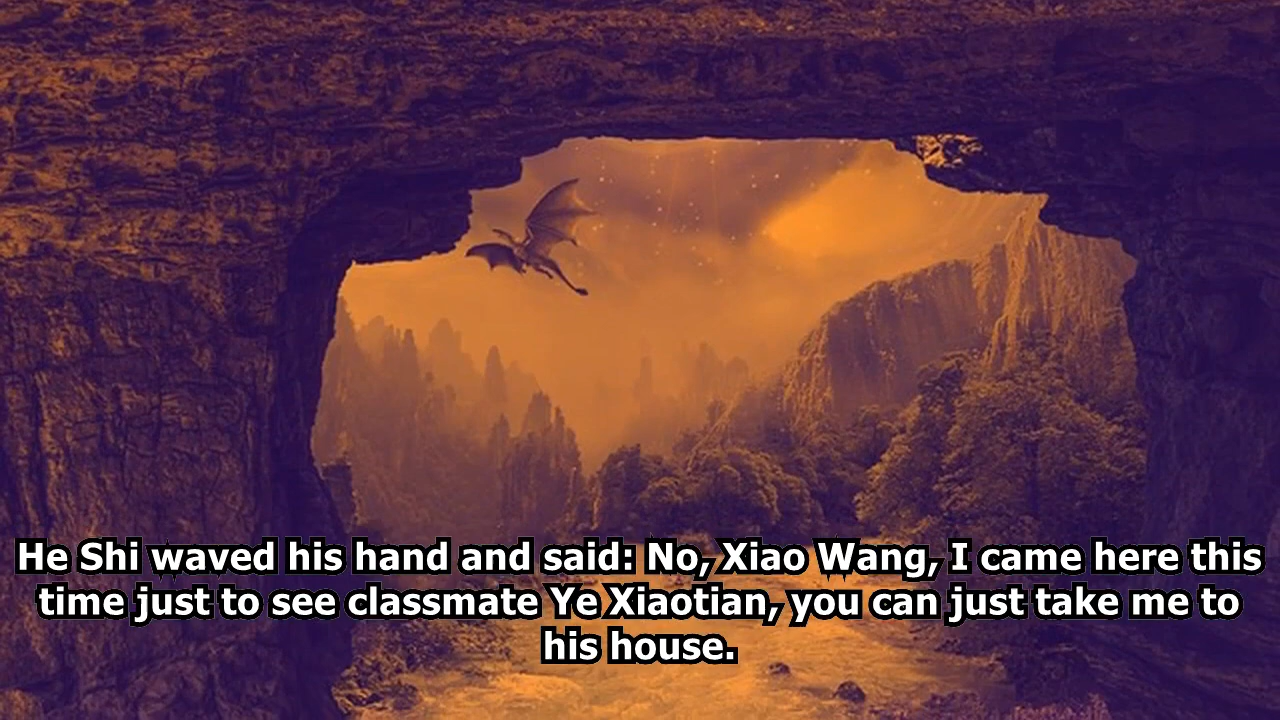 He Shi waved his hand and said: No, Xiao Wang, I came here this
time just to see classmate Ye Xiaotian, you can just take me to
his house.